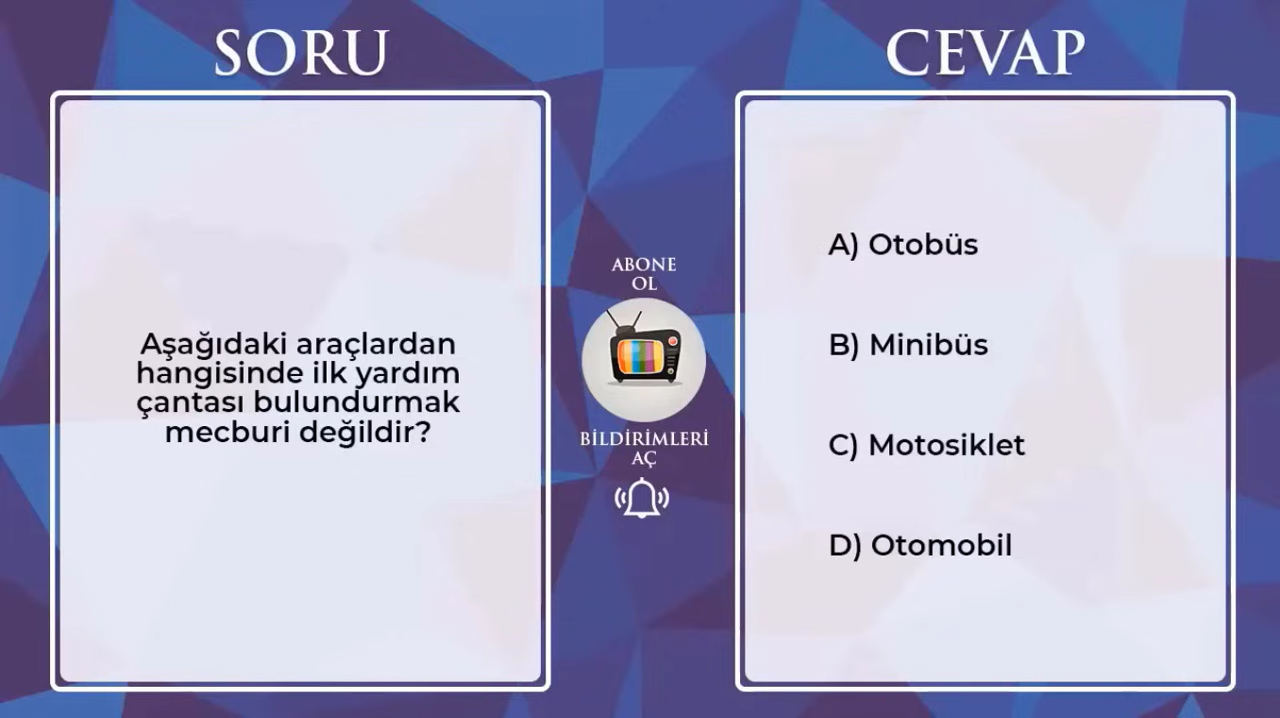 SORU
Aşağıdaki araçlardan
hangisinde ilk yardım
çantası bulundurmak
mecburi değildir?
ABONE
OL
BİLDİRİMLERİ
AÇ
CEVAP
A) Otobüs
B) Minibüs
C) Motosiklet
D) Otomobil